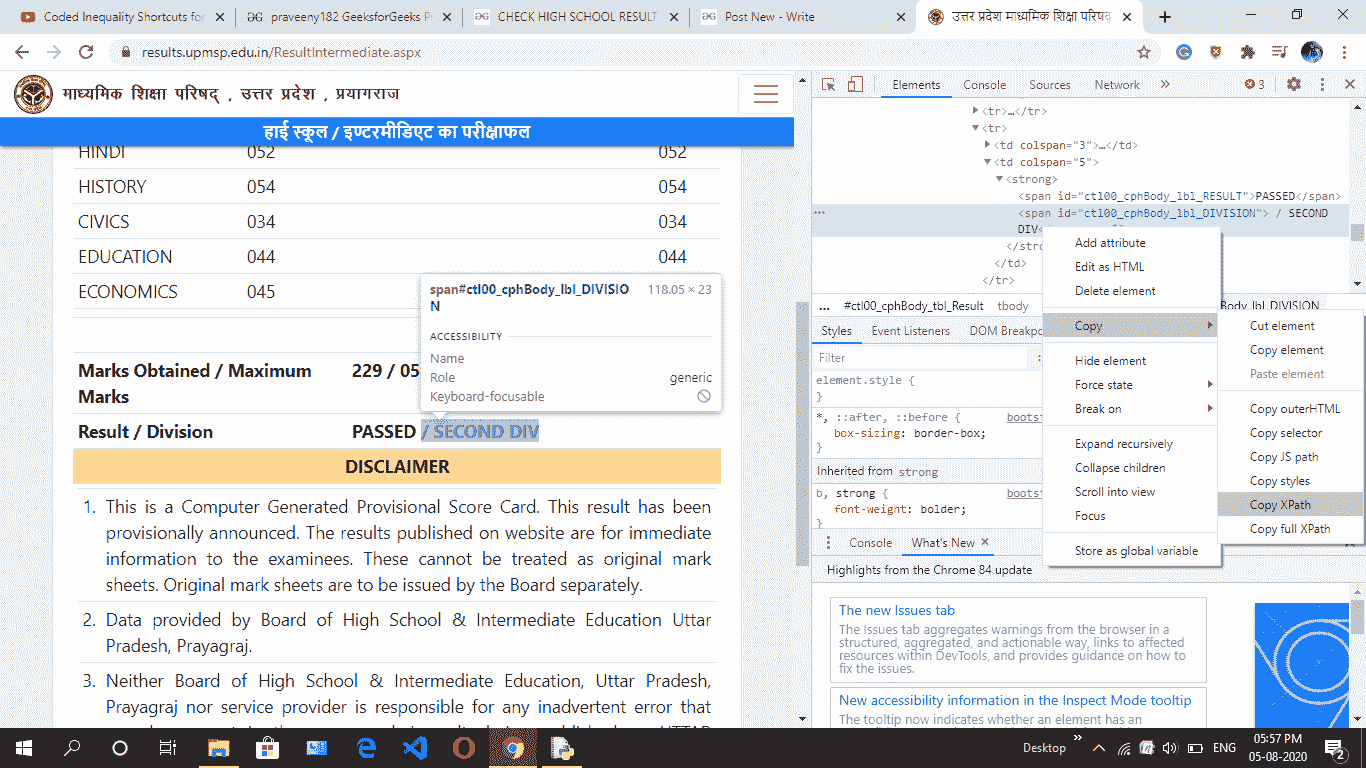 Coded Inequality Shortcuts for
praveeny182 GeeksforGeeks
CHECK HIGH SCHOOL RESULT
Post New - Write
उत्तर प्रदेश माध्यमिक शिक्षा परिषद
results.upmsp.edu.in/ResultIntermediate.aspx
माध्यमिक शिक्षा परिषद् , उत्तर प्रदेश , प्रयागराज
हाई स्कूल / इण्टरमीडिएट का परीक्षाफल
HINDI 052 052
HISTORY 054 054
CIVICS 034 034
EDUCATION 044 044
ECONOMICS 045
span#ctl00_cphBody_lbl_DIVISIO
N
118.05 × 23
ACCESSIBILITY
Name
Role generic
Keyboard-focusable
Marks Obtained / Maximum
Marks
229 / 05
Result / Division PASSED / SECOND DIV
DISCLAIMER
1. This is a Computer Generated Provisional Score Card. This result has been
provisionally announced. The results published on website are for immediate
information to the examinees. These cannot be treated as original mark
sheets. Original mark sheets are to be issued by the Board separately.
2. Data provided by Board of High School & Intermediate Education Uttar
Pradesh, Prayagraj.
3. Neither Board of High School & Intermediate Education, Uttar Pradesh,
Prayagraj nor service provider is responsible for any inadvertent error that
Elements Console Sources Network » 3
<tr>…</tr>
<tr>
<td colspan="3">…</td>
<td colspan="5">
<strong>
<span id="ctl00_cphBody_lbl_RESULT">PASSED</span>
<span id="ctl00_cphBody_lbl_DIVISION"> / SECOND
DIV
</stro
</td>
</tr>
... #ctl00_cphBody_tbl_Result tbody
Body_lbl_DIVISION
Styles Event Listeners DOM Breakpo
Filter
element.style {
}
*, ::after, ::before { bootst
box-sizing: border-box;
}
Inherited from strong
b, strong { bootst
font-weight: bolder;
}
Console What's New
Highlights from the Chrome 84 update
The new Issues tab
The Issues tab aggregates warnings from the browser in a
structured, aggregated, and actionable way, links to affected
resources within DevTools, and provides guidance on how to
fix the issues.
New accessibility information in the Inspect Mode tooltip
The tooltip now indicates whether an element has an
Add attribute
Edit as HTML
Delete element
Copy
Hide element
Force state
Break on
Expand recursively
Collapse children
Scroll into view
Focus
Store as global variable
Cut element
Copy element
Paste element
Copy outerHTML
Copy selector
Copy JS path
Copy styles
Copy XPath
Copy full XPath
Desktop » ENG
05:57 PM
05-08-2020
2